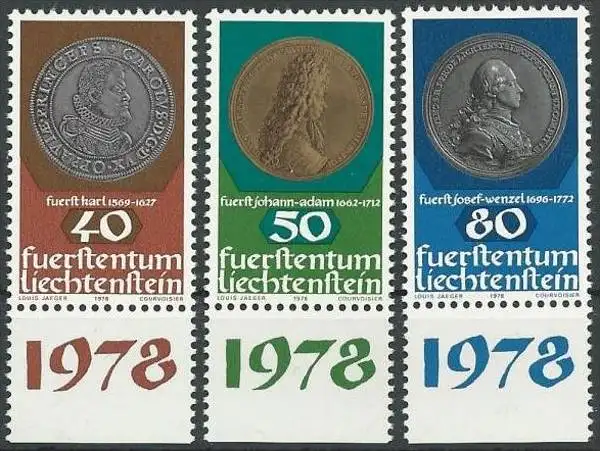 fuerst karl 1569-1627
40
fuerstentum
liechtenstein
LOUIS JAEGER 1978 COURVOISIER
1978
fuerst johann-adam 1662-1712
50
fuerstentum
liechtenstein
LOUIS JAEGER 1978 COURVOISIER
1978
fuerst josef-wenzel 1696-1772
80
fuerstentum
liechtenstein
LOUIS JAEGER 1978 COURVOISIER
1978